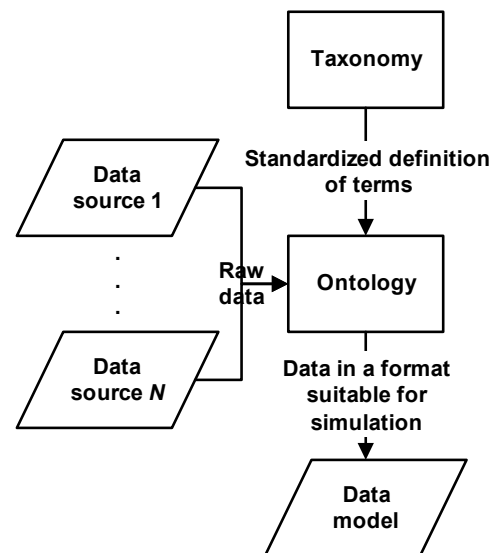 Taxonomy
Standardized definition
of terms
Data
source 1
.
.
.
Data
source N
Raw
data
Ontology
Data in a format
suitable for
simulation
Data
model